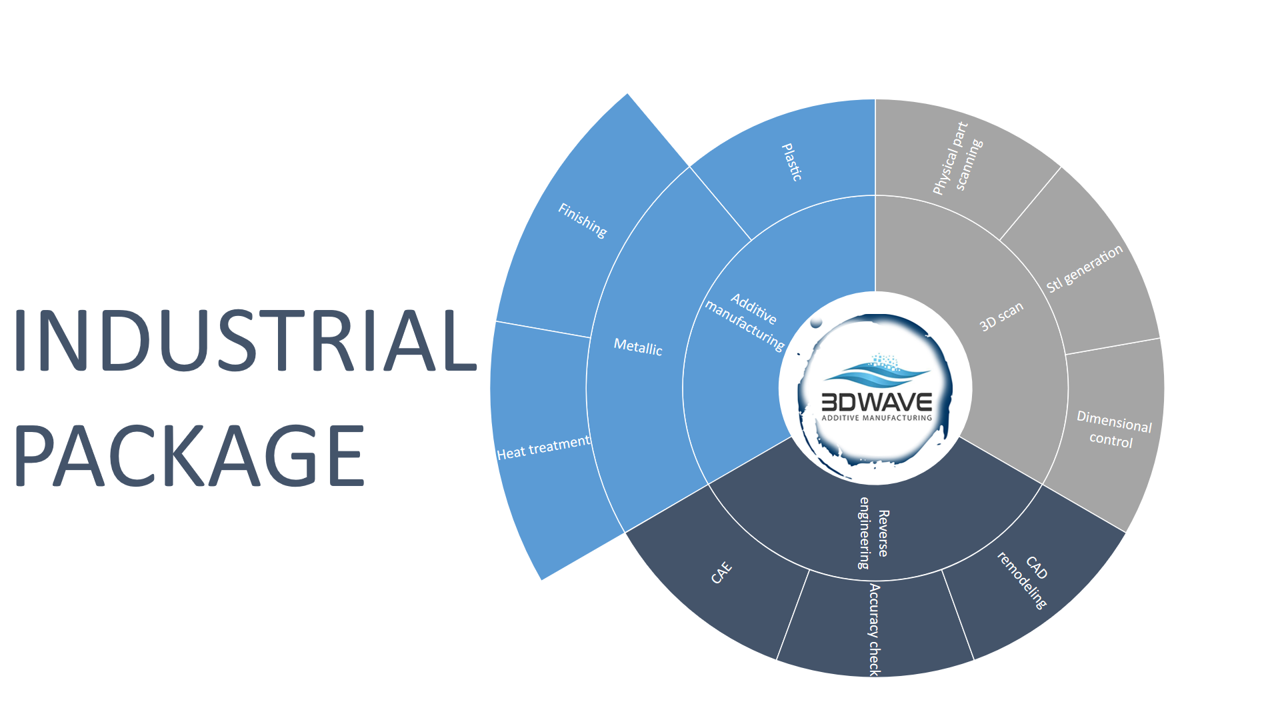 INDUSTRIAL
PACKAGE
Finishing
Heat treatment
Metallic
Plastic
Additive
manufacturing
Physical part
scanning
Stl generation
3D scan
Dimensional
control
3DWAVE
ADDITIVE MANUFACTURING
Reverse
engineering
CAE
Accuracy check
CAD
remodeling